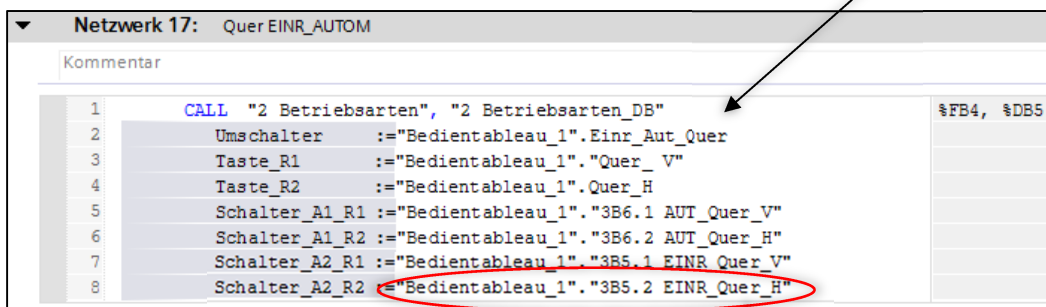 Netzwerk 17: Quer EINR_AUTOM
Kommentar
1 CALL "2 Betriebsarten", "2 Betriebsarten_DB" %FB4, %DB5
2 Umschalter :="Bedientableau_1".Einr_Aut_Quer
3 Taste_R1 :="Bedientableau_1"."Quer_ V"
4 Taste_R2 :="Bedientableau_1".Quer_H
5 Schalter_A1_R1 :="Bedientableau_1"."3B6.1 AUT_Quer_V"
6 Schalter_A1_R2 :="Bedientableau_1"."3B6.2 AUT_Quer_H"
7 Schalter_A2_R1 :="Bedientableau_1"."3B5.1 EINR_Quer_V"
8 Schalter_A2_R2 :="Bedientableau_1"."3B5.2 EINR_Quer_H"